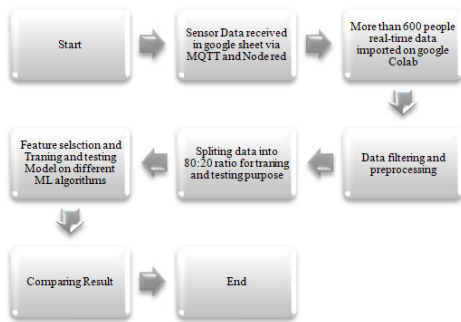 Start
Sensor Data received
in google sheet via
MQTT and Node red
More than 600 people
real-time data
imported on google
Colab
Data filtering and
preprocessing
Spliting data into
80:20 ratio for traning
and testing purpose
Feature selsction and
Traning and testing
Model on different
ML algorithms
Comparing Result
End